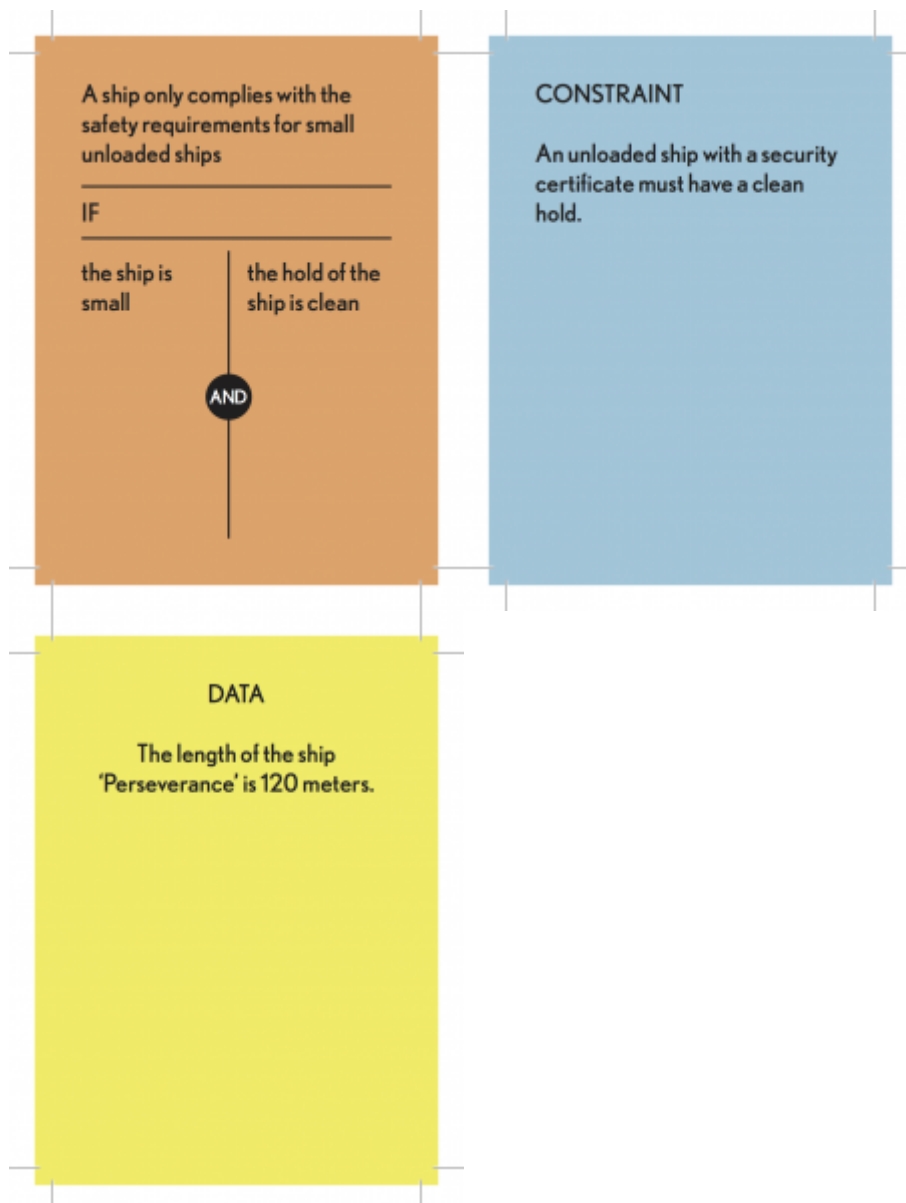 A ship only complies with the
safety requirements for small
unloaded ships
IF
the ship is
small
AND
the hold of the
ship is clean
CONSTRAINT
An unloaded ship with a security
certificate must have a clean
hold.
DATA
The length of the ship
‘Perseverance’ is 120 meters.